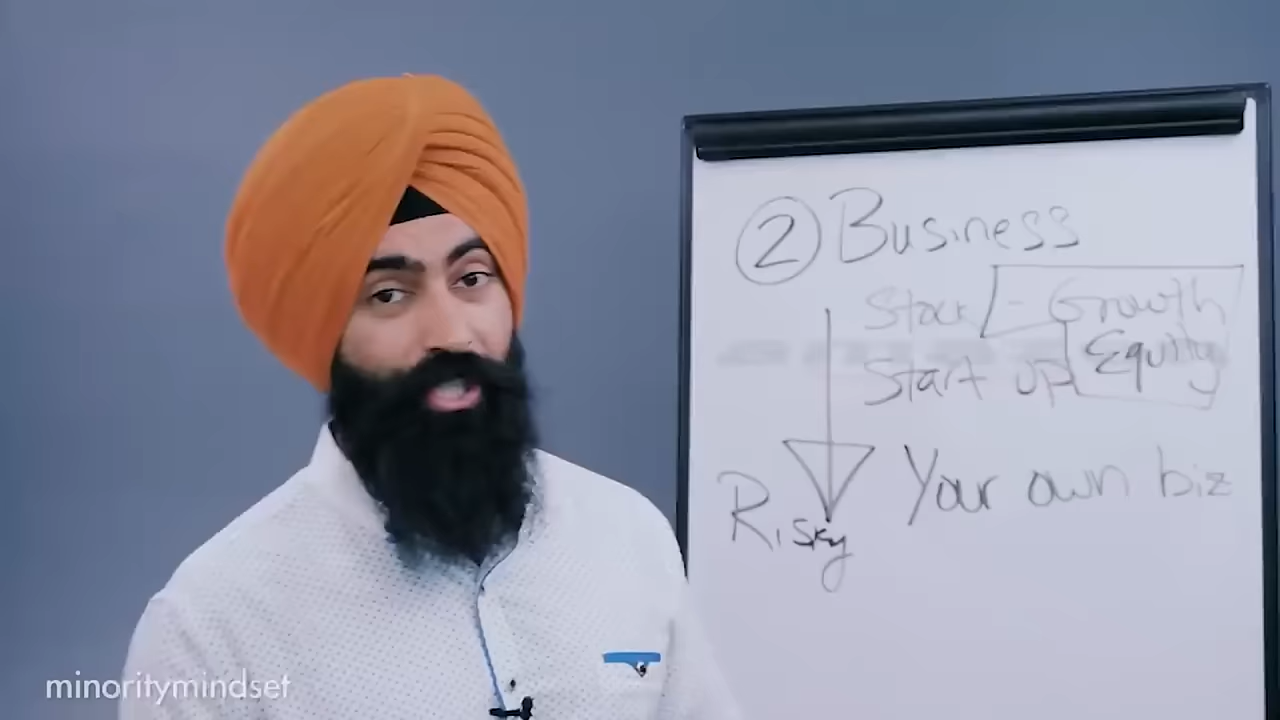 ② Business
Stock - Growth
Equity
Start up
Your own biz
Risky
minoritymindset